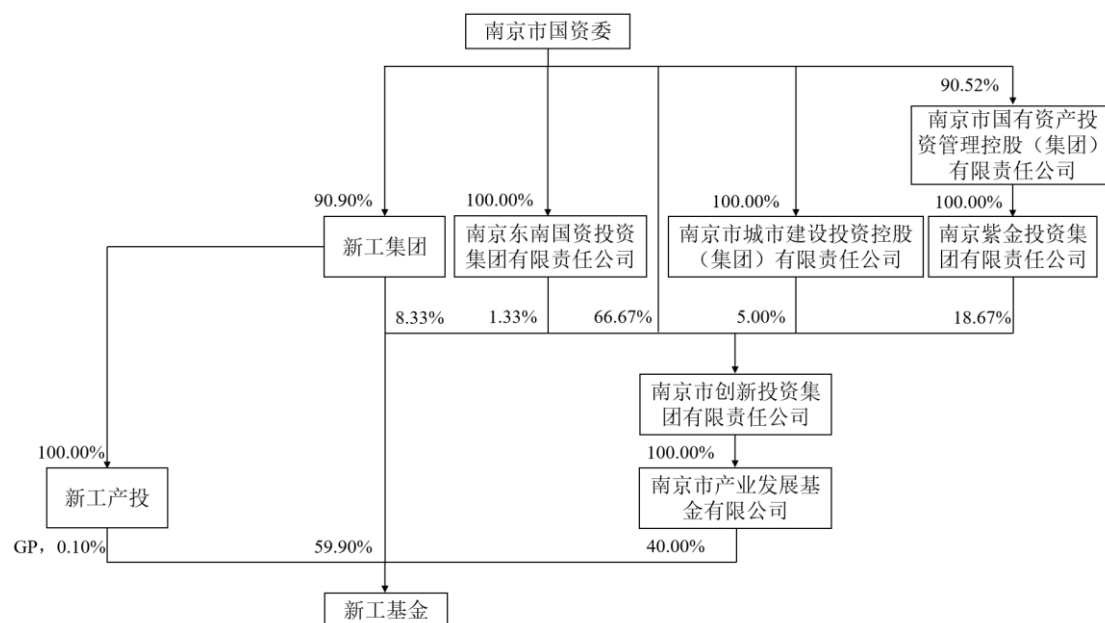 南京市国资委
90.52%
南京市国有资产投
资管理控股（集团）
有限责任公司
90.90%
100.00%
100.00%
100.00%
新工集团
南京东南国资投资
集团有限责任公司
南京市城市建设投资控股
（集团）有限责任公司
南京紫金投资集
团有限责任公司
8.33%
1.33%
66.67%
5.00%
18.67%
南京市创新投资集
团有限责任公司
100.00%
100.00%
新工产投
南京市产业发展基
金有限公司
GP，0.10%
59.90%
40.00%
新工基金